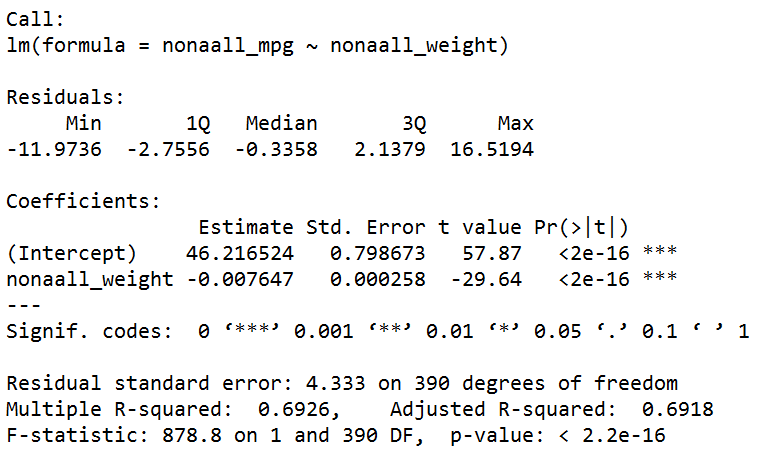 Call:
lm(formula = nonaall_mpg ~ nonaall_weight)
Residuals:
Min 1Q Median 3Q Max
-11.9736 -2.7556 -0.3358 2.1379 16.5194
Coefficients:
Estimate Std. Error t value Pr(>|t|)
(Intercept) 46.216524 0.798673 57.87 <2e-16 ***
nonaall_weight -0.007647 0.000258 -29.64 <2e-16 ***
---
Signif. codes: 0 ‘***’ 0.001 ‘**’ 0.01 ‘*’ 0.05 ‘.’ 0.1 ‘ ’ 1
Residual standard error: 4.333 on 390 degrees of freedom
Multiple R-squared: 0.6926, Adjusted R-squared: 0.6918
F-statistic: 878.8 on 1 and 390 DF, p-value: < 2.2e-16